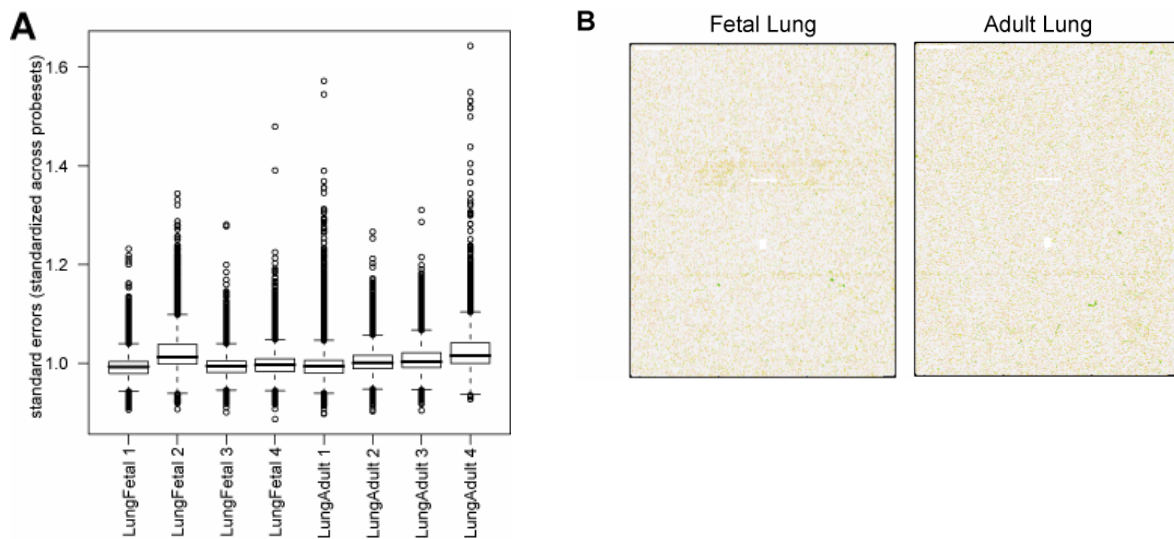 A
standard errors (standardized across probesets)
1.6
1.4
1.2
1.0
LungFetal 1
LungFetal 2
LungFetal 3
LungFetal 4
LungAdult 1
LungAdult 2
LungAdult 3
LungAdult 4
B
Fetal Lung
Adult Lung